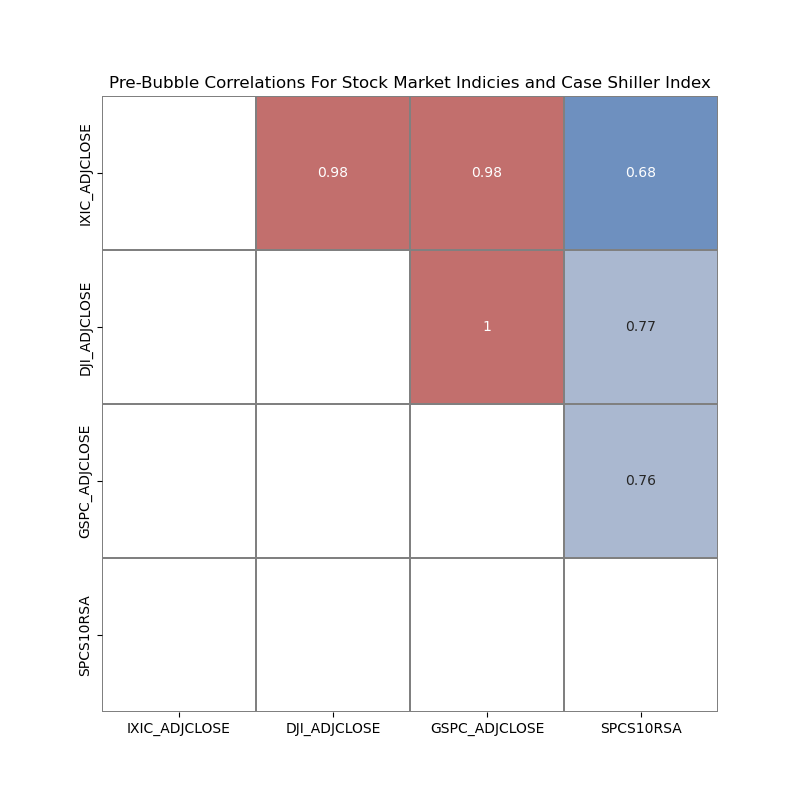 Pre-Bubble Correlations For Stock Market Indicies and Case Shiller Index
IXIC_ADJCLOSE
0.98
0.98
0.68
DJI_ADJCLOSE
1
0.77
GSPC_ADJCLOSE
0.76
SPCS10RSA
IXIC_ADJCLOSE
DJI_ADJCLOSE
GSPC_ADJCLOSE
SPCS10RSA